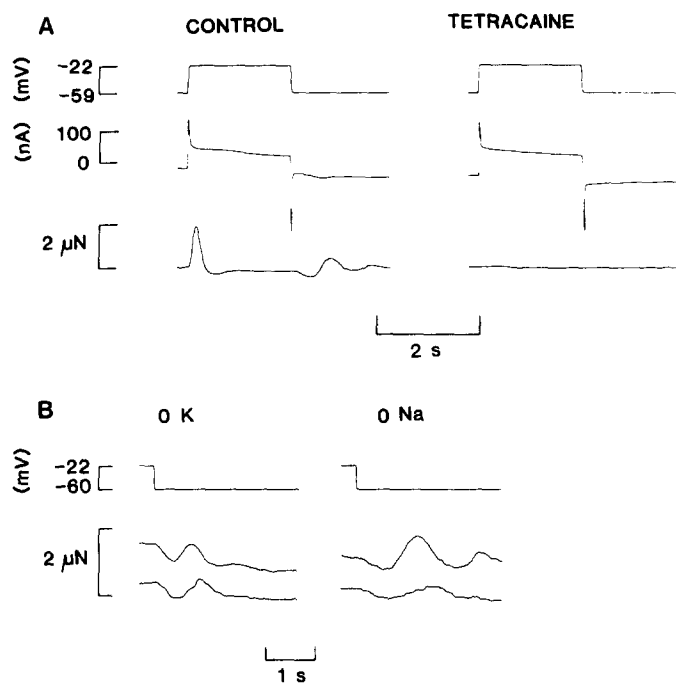 A
CONTROL
TETRACAINE
(mV)
-22
-59
(nA)
100
0
2 µN
2 s
B
0 K
0 Na
(mV)
-22
-60
2 µN
1 s